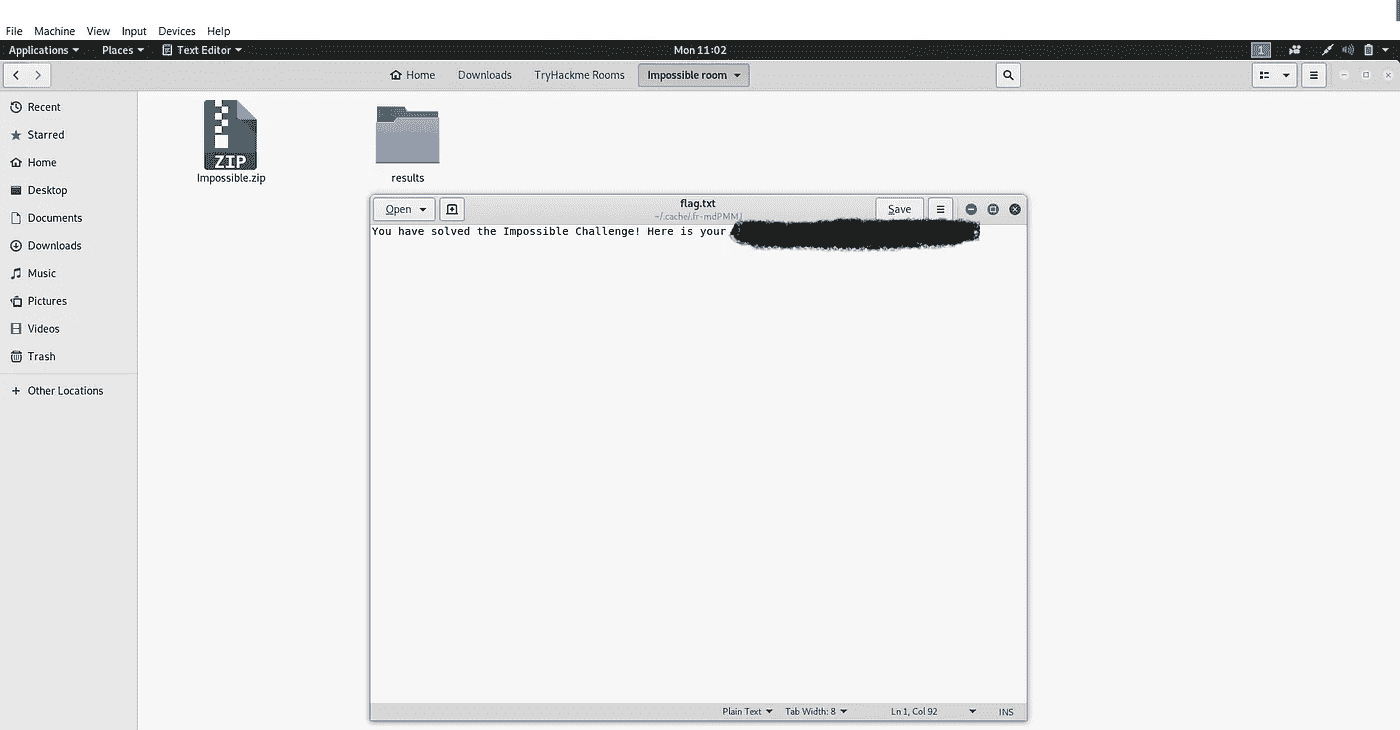 File Machine View Input Devices Help
Applications Places Text Editor Mon 11:02 1
Home Downloads TryHackme Rooms Impossible room
Recent
Starred
Home
Desktop
Documents
Downloads
Music
Pictures
Videos
Trash
+ Other Locations
ZIP
Impossible.zip
results
Open flag.txt Save
~/.cache/.fr-mdPMMJ
You have solved the Impossible Challenge! Here is your
Plain Text Tab Width: 8 Ln 1, Col 92 INS